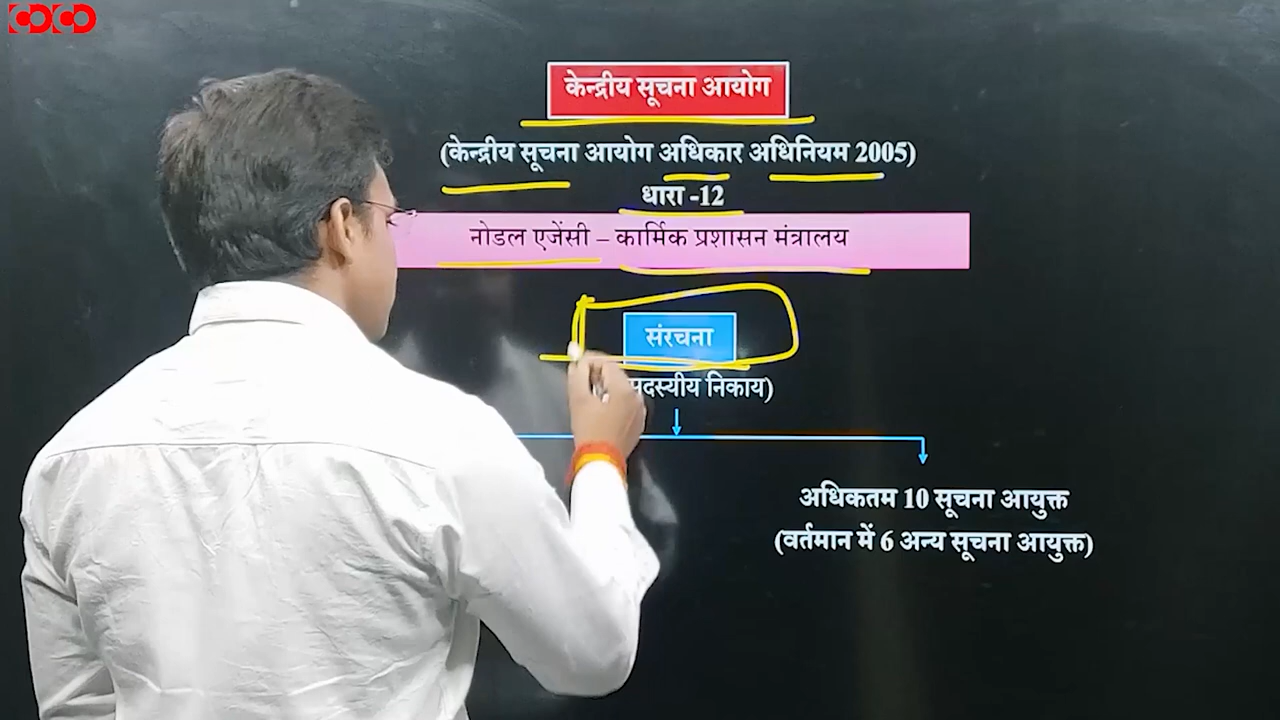 COCO
केन्द्रीय सूचना आयोग
(केन्द्रीय सूचना आयोग अधिकार अधिनियम 2005)
धारा -12
नोडल एजेंसी – कार्मिक प्रशासन मंत्रालय
संरचना
निकाय)
अधिकतम 10 सूचना आयुक्त
(वर्तमान में 6 अन्य सूचना आयुक्त)